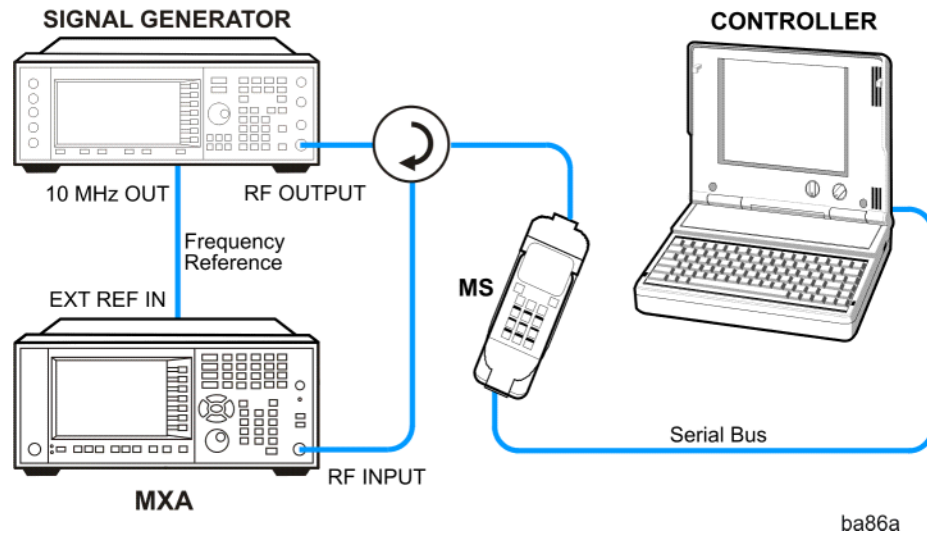 SIGNAL GENERATOR
CONTROLLER
10 MHz OUT
RF OUTPUT
Frequency
Reference
MS
EXT REF IN
Serial Bus
RF INPUT
MXA
ba86a